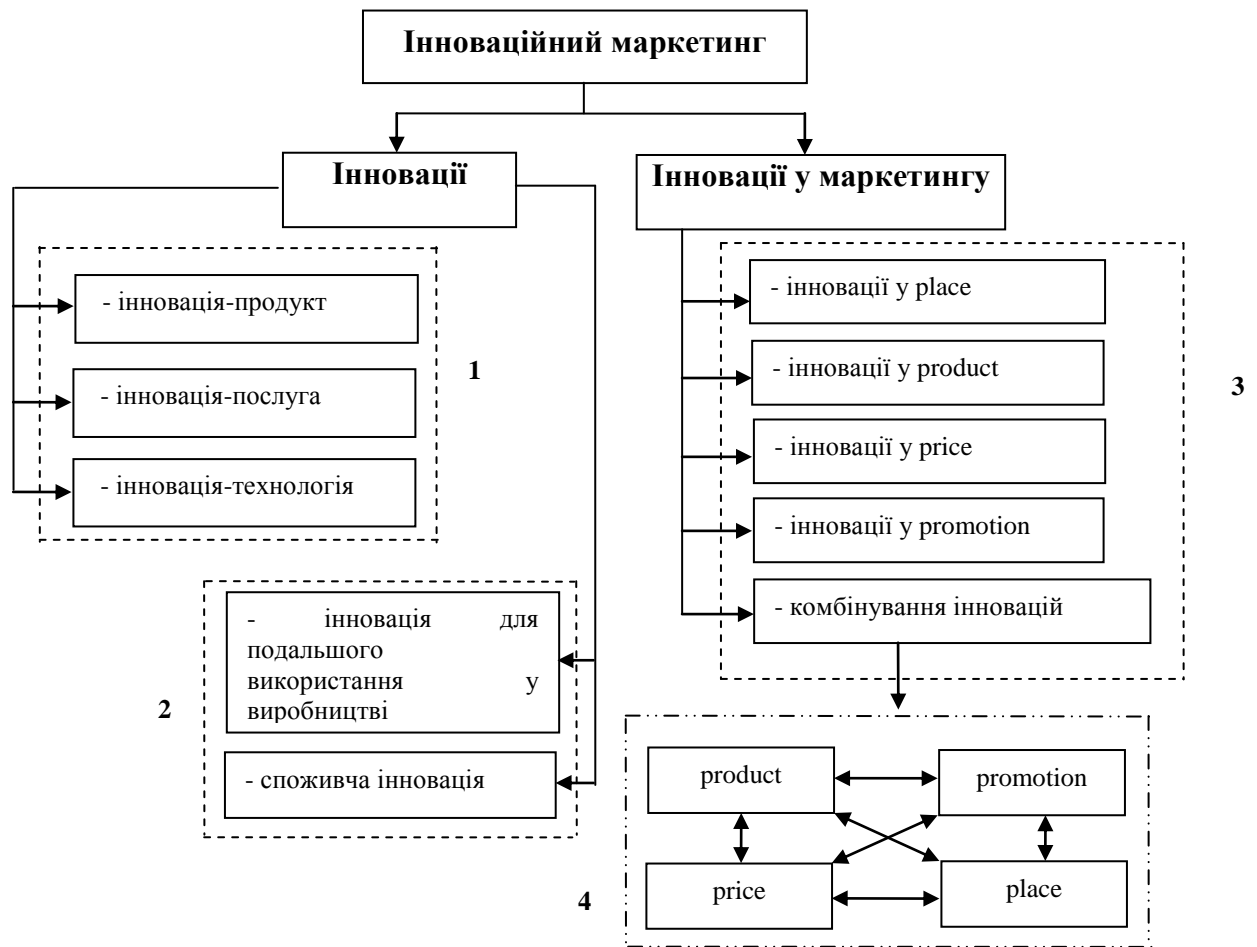 Інноваційний маркетинг
Інновації
Інновації у маркетингу
- інновація-продукт
- інновація-послуга
- інновація-технологія
1
- інновація для
подальшого
використання у
виробництві
- споживча інновація
2
- інновації у place
- інновації у product
- інновації у price
- інновації у promotion
- комбінування інновацій
3
product
promotion
price
place
4